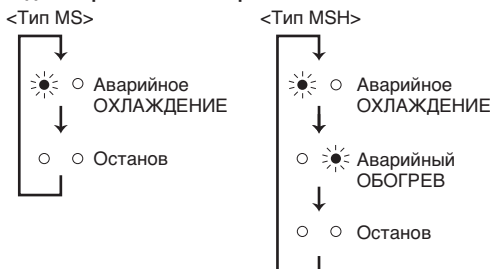 <Тип MS>
Аварийное
ОХЛАЖДЕНИЕ
Останов
<Тип MSH>
Аварийное
ОХЛАЖДЕНИЕ
Аварийный
ОБОГРЕВ
Останов